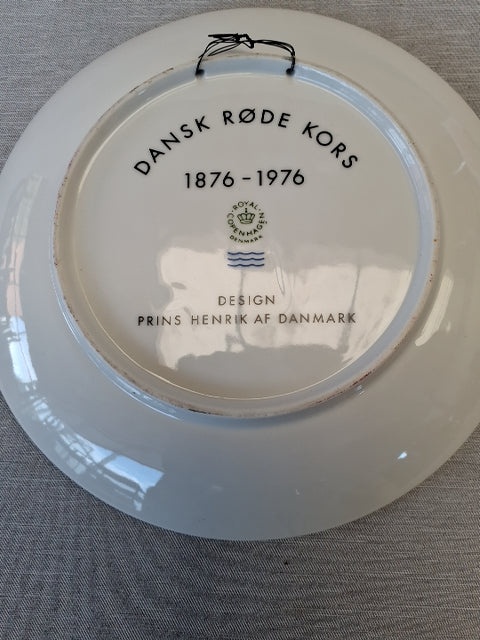 DANSK RØDE KORS
1876-1976
ROYAL
COPENHAGEN
DENMARK
DESIGN
PRINS HENRIK AF DANMARK